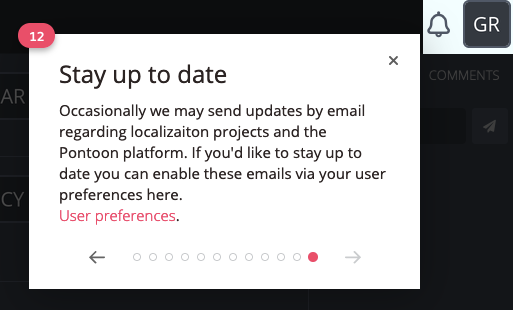 12
GR
Stay up to date
COMMENTS
AR
Occasionally we may send updates by email
regarding localizaiton projects and the
Pontoon platform. If you'd like to stay up to
date you can enable these emails via your user
preferences here.
CY
User preferences.